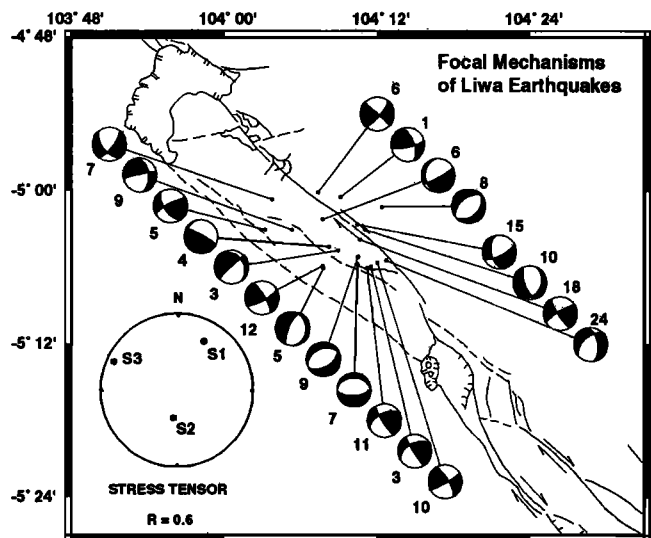 103° 48' 104° 00' 104° 12' 104° 24'
-4° 48'
Focal Mechanisms
of Liwa Earthquakes
6
1
6
7
-5° 00'
8
9
5
15
4
10
3
18
N
12
24
S3
S1
5
-5° 12'
9
7
S2
11
3
STRESS TENSOR
-5° 24'
10
R = 0.6